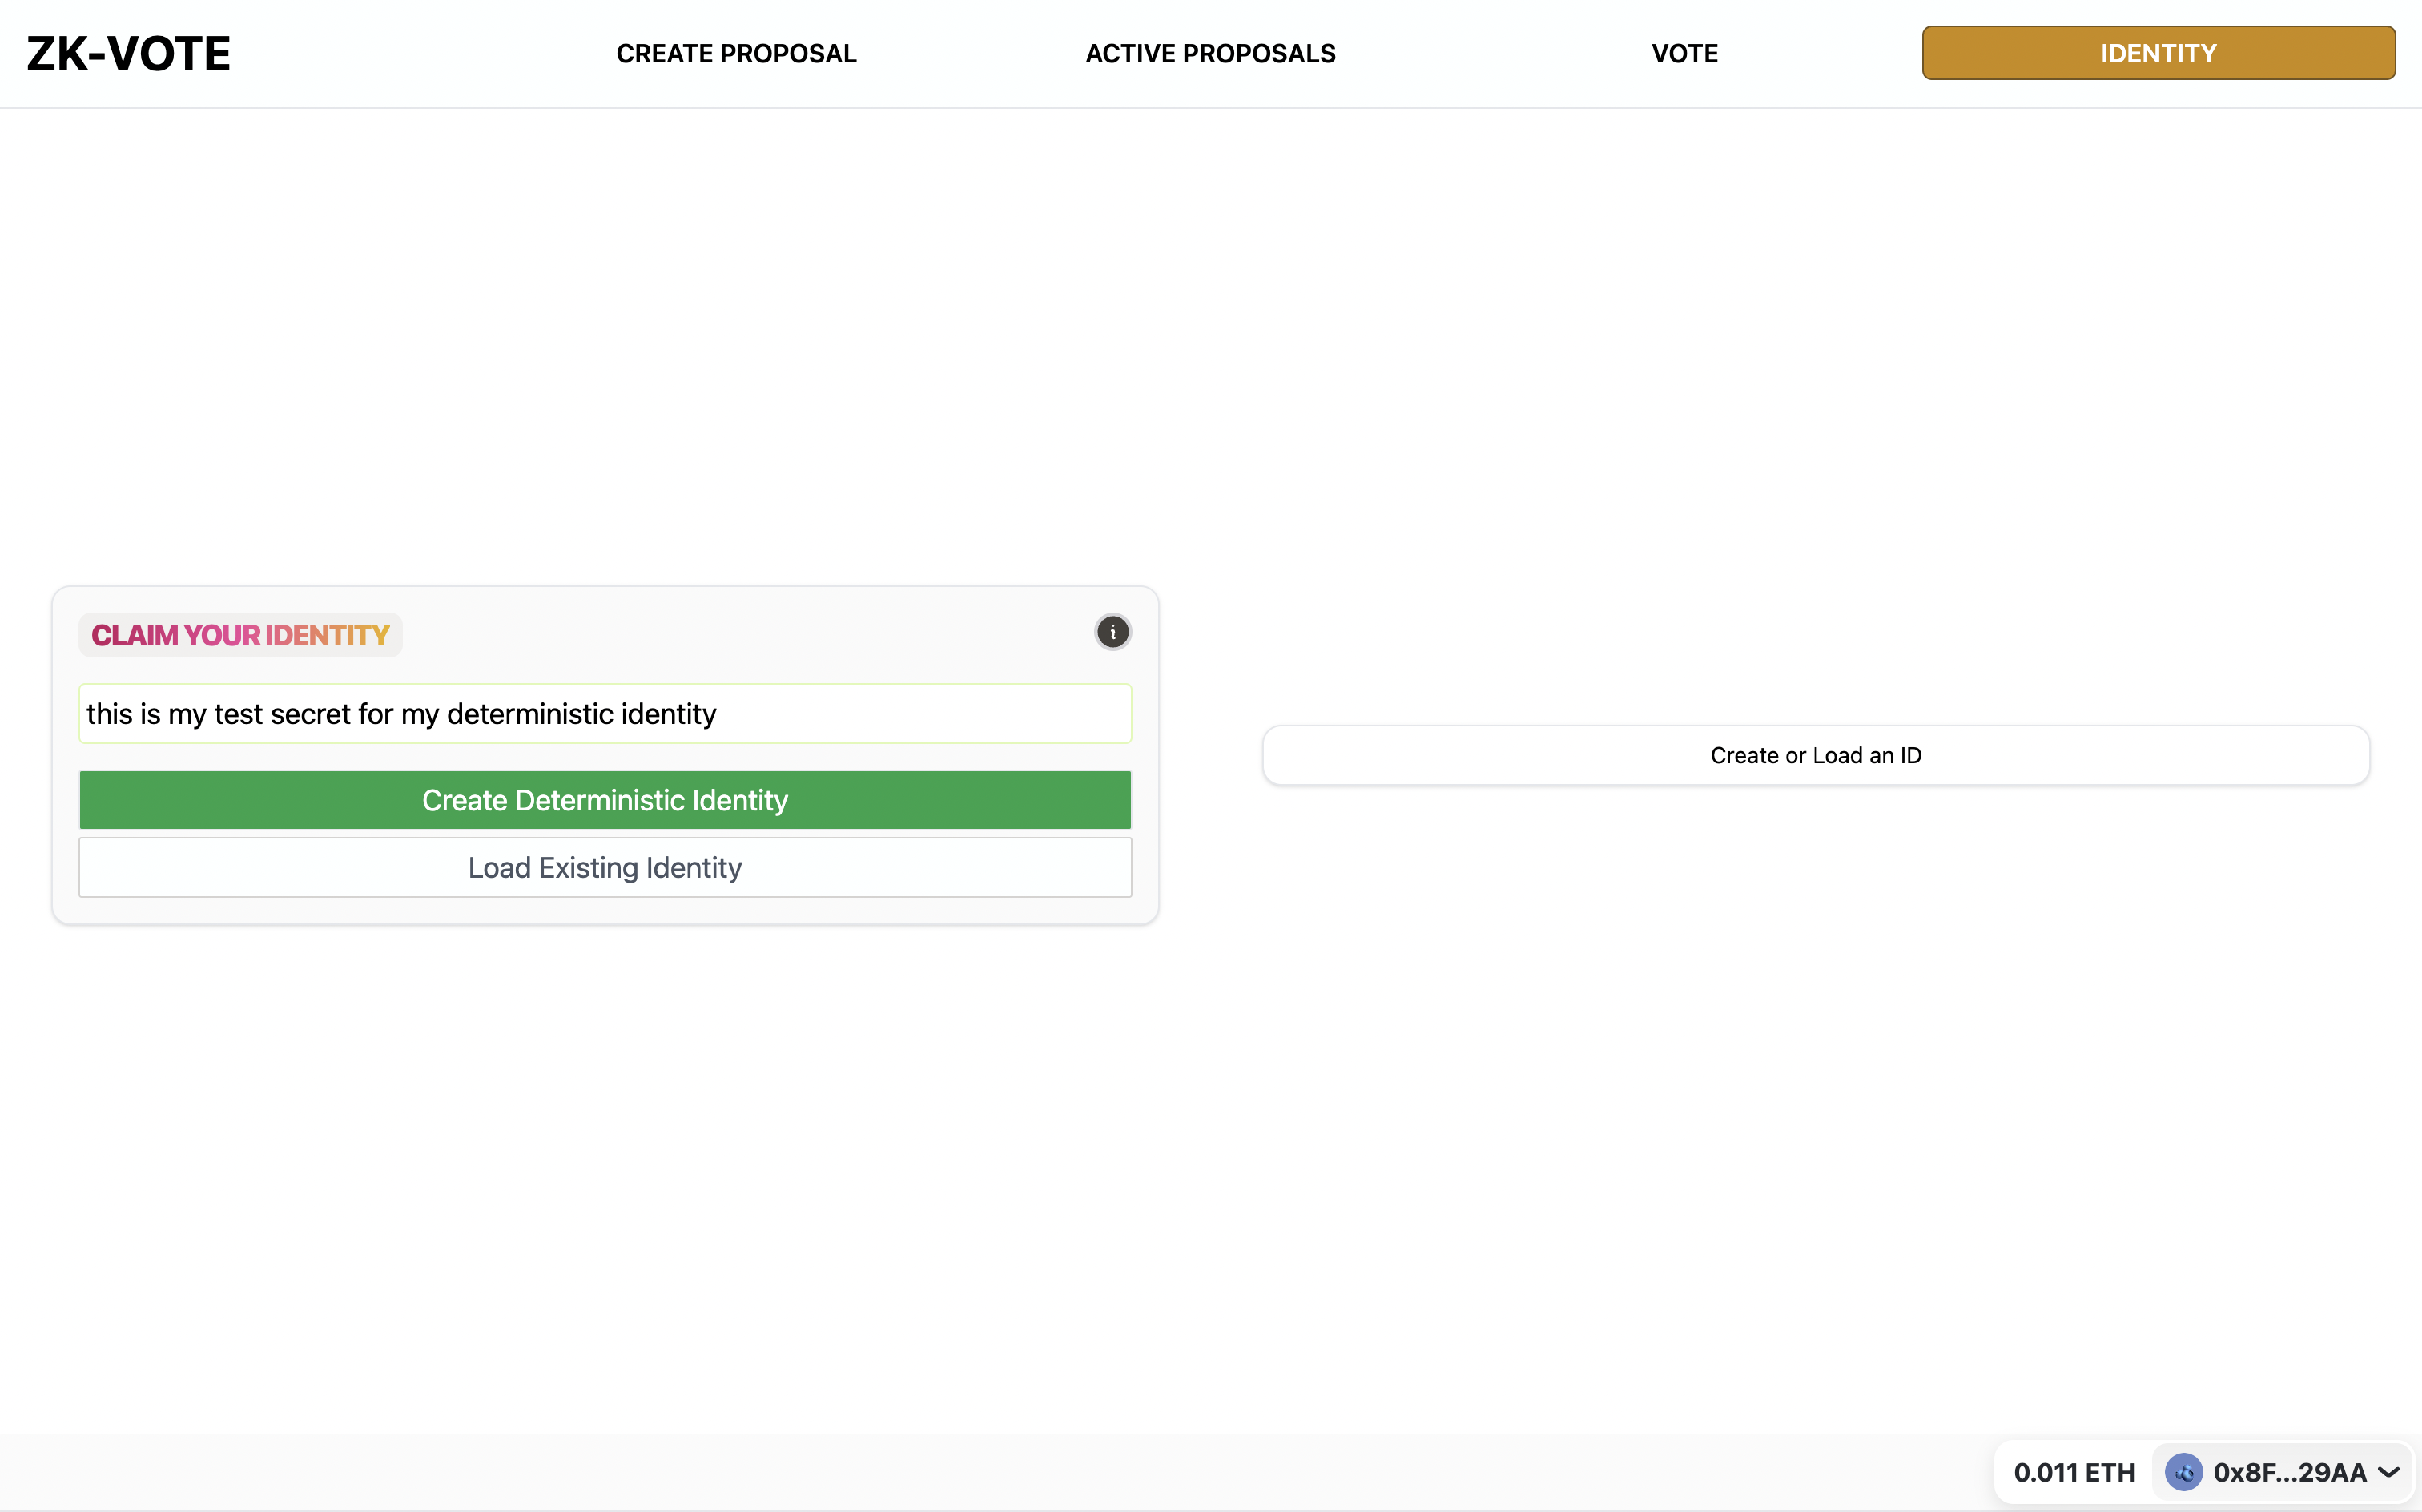 ZK-VOTE
CREATE PROPOSAL
ACTIVE PROPOSALS
VOTE
IDENTITY
CLAIM YOUR IDENTITY
i
this is my test secret for my deterministic identity
Create Deterministic Identity
Load Existing Identity
Create or Load an ID
0.011 ETH
0x8F...29AA